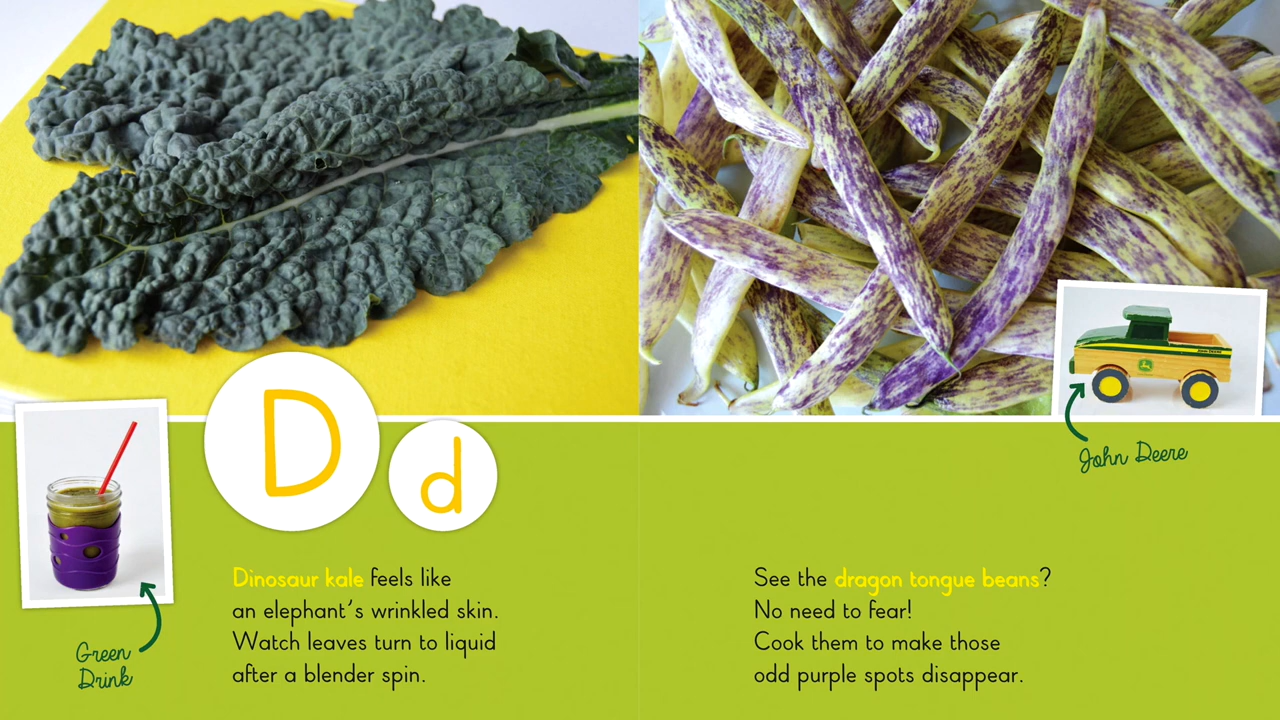 D
d
Dinosaur kale feels like
an elephant's wrinkled skin.
Watch leaves turn to liquid
after a blender spin.
Green
Drink
See the dragon tongue beans?
No need to fear!
Cook them to make those
odd purple spots disappear.
John Deere